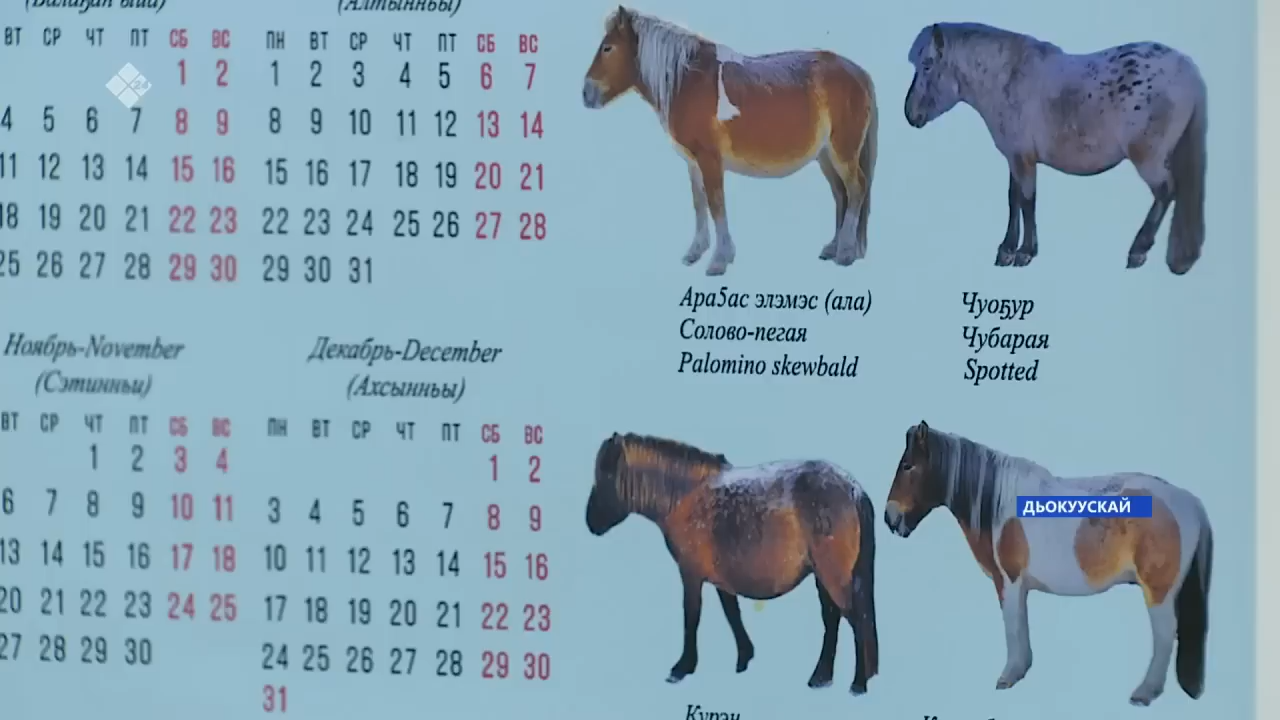 (Алтынньы)
ВТ СР ЧТ ПТ СБ ВС
1 2
4 5 6 7 8 9
11 12 13 14 15 16
18 19 20 21 22 23
25 26 27 28 29 30
ПН ВТ СР ЧТ ПТ СБ ВС
1 2 3 4 5 6 7
8 9 10 11 12 13 14
15 16 17 18 19 20 21
22 23 24 25 26 27 28
29 30 31
Ноябрь-November
(Сэтинньи)
ВТ СР ЧТ ПТ СБ ВС
1 2 3 4
6 7 8 9 10 11
13 14 15 16 17 18
20 21 22 23 24 25
27 28 29 30
Декабрь-December
(Ахсынньы)
ПН ВТ СР ЧТ ПТ СБ ВС
1 2
3 4 5 6 7 8 9
10 11 12 13 14 15 16
17 18 19 20 21 22 23
24 25 26 27 28 29 30
31
Ара5ас элэмэс (ала)
Солово-пегая
Palomino skewbald
Чуоҕур
Чубарая
Spotted
ДЬОКУУСКАЙ
Курэн